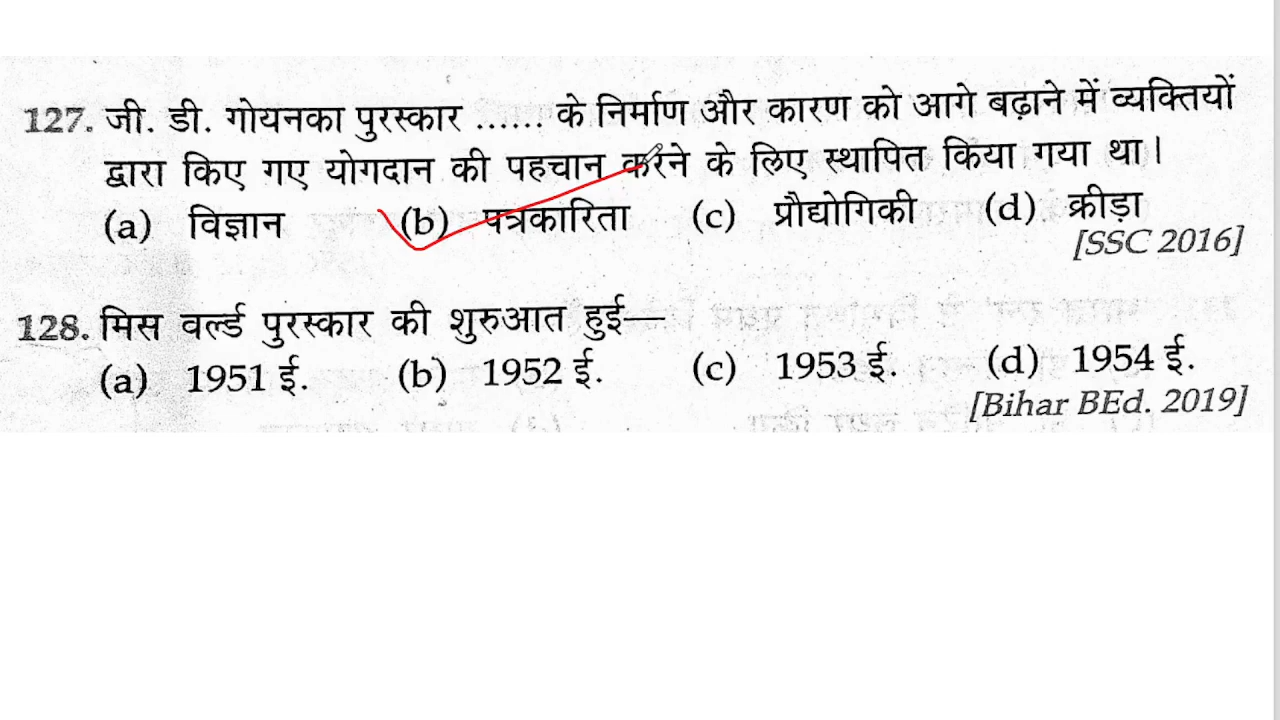 127. जी. डी. गोयनका पुरस्कार ...... के निर्माण और कारण को आगे बढ़ाने में व्यक्तियों
द्वारा किए गए योगदान की पहचान करने के लिए स्थापित किया गया था।
(a) विज्ञान (b) पत्रकारिता (c) प्रौद्योगिकी (d) क्रीड़ा
[SSC 2016]
128. मिस वर्ल्ड पुरस्कार की शुरुआत हुई—
(a) 1951 ई. (b) 1952 ई. (c) 1953 ई. (d) 1954 ई.
[Bihar BEd. 2019]